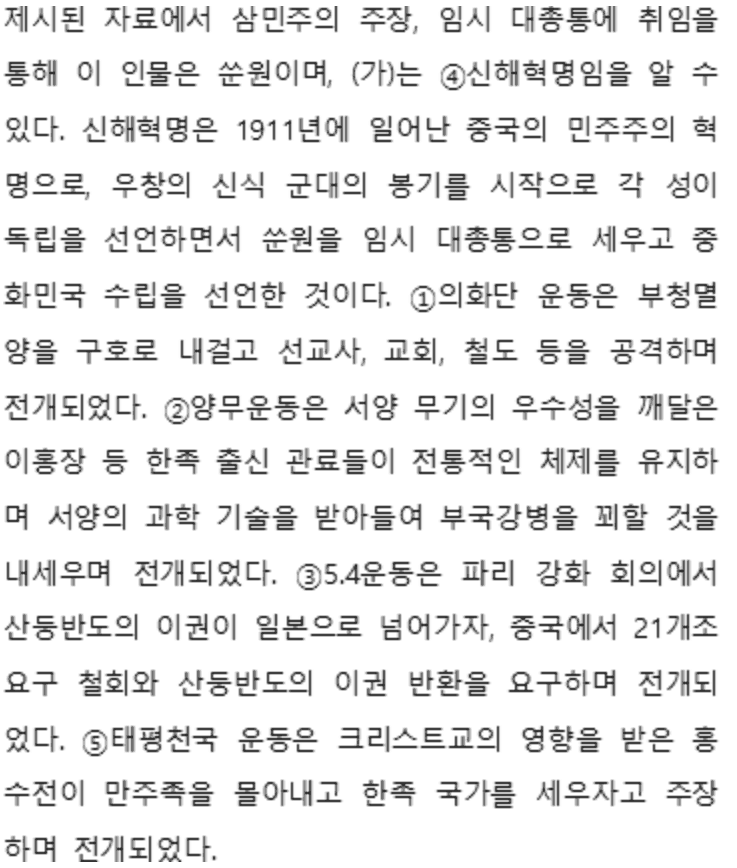 제시된 자료에서 삼민주의 주장, 임시 대총통에 취임을
통해 이 인물은 쑨원이며, (가)는 ④신해혁명임을 알 수
있다. 신해혁명은 1911년에 일어난 중국의 민주주의 혁
명으로, 우창의 신식 군대의 봉기를 시작으로 각 성이
독립을 선언하면서 쑨원을 임시 대총통으로 세우고 중
화민국 수립을 선언한 것이다. ①의화단 운동은 부청멸
양을 구호로 내걸고 선교사, 교회, 철도 등을 공격하며
전개되었다. ②양무운동은 서양 무기의 우수성을 깨달은
이홍장 등 한족 출신 관료들이 전통적인 체제를 유지하
며 서양의 과학 기술을 받아들여 부국강병을 꾀할 것을
내세우며 전개되었다. ③5.4운동은 파리 강화 회의에서
산둥반도의 이권이 일본으로 넘어가자, 중국에서 21개조
요구 철회와 산둥반도의 이권 반환을 요구하며 전개되
었다. ⑤태평천국 운동은 크리스트교의 영향을 받은 홍
수전이 만주족을 몰아내고 한족 국가를 세우자고 주장
하며 전개되었다.